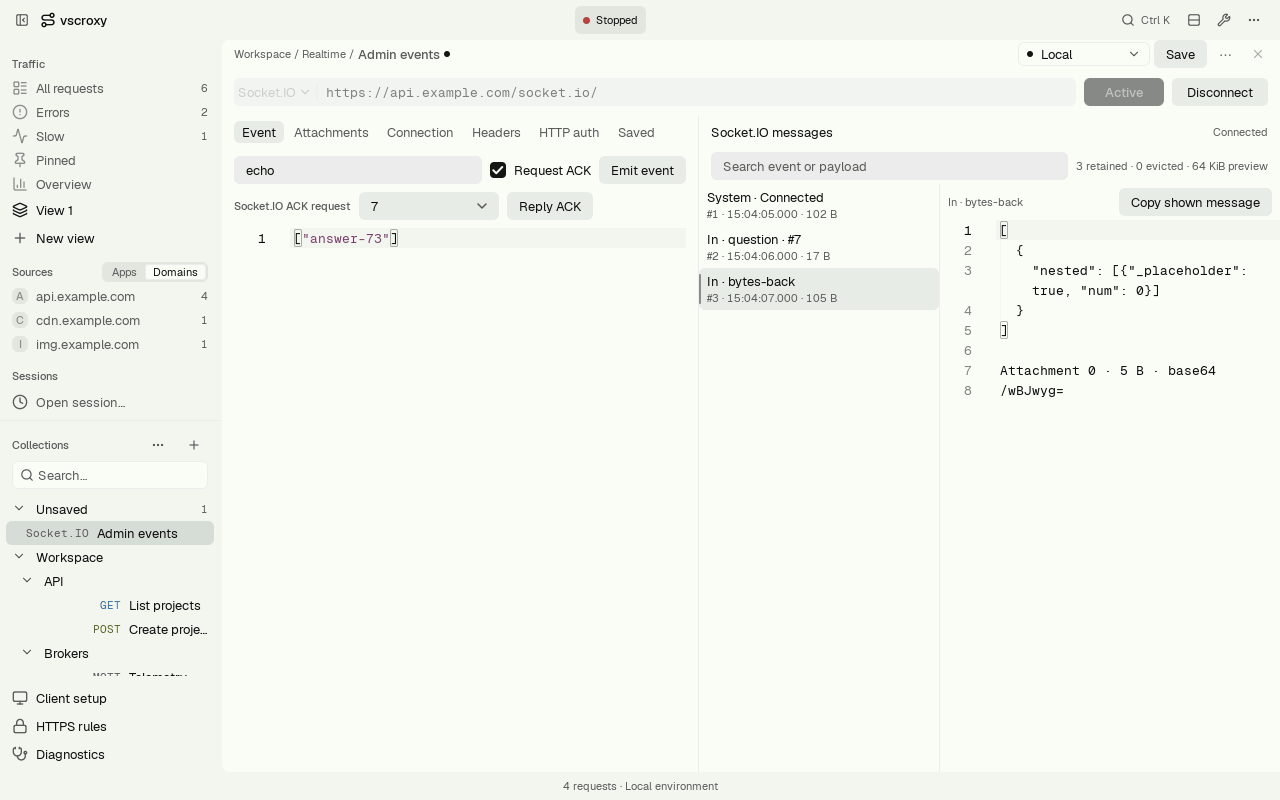 vscroxy
Stopped
Ctrl K
Traffic
All requests 6
Errors 2
Slow 1
Pinned
Overview
View 1
New view
Sources Apps Domains
A api.example.com 4
C cdn.example.com 1
I img.example.com 1
Sessions
Open session…
Collections
Search…
Unsaved 1
Socket.IO Admin events
Workspace
API
GET List projects
POST Create proje…
Brokers
MQTT Telemetry
Client setup
HTTPS rules
Diagnostics
Workspace / Realtime / Admin events
Local
Save
Socket.IO https://api.example.com/socket.io/
Active
Disconnect
Event Attachments Connection Headers HTTP auth Saved
echo Request ACK Emit event
Socket.IO ACK request 7 Reply ACK
1 ["answer-73"]
Socket.IO messages Connected
Search event or payload 3 retained · 0 evicted · 64 KiB preview
System · Connected
#1 · 15:04:05.000 · 102 B
In · question · #7
#2 · 15:04:06.000 · 17 B
In · bytes-back
#3 · 15:04:07.000 · 105 B
In · bytes-back Copy shown message
1 [
2 {
3 "nested": [{"_placeholder":
true, "num": 0}]
4 }
5 ]
6
7 Attachment 0 · 5 B · base64
8 /wBJwyg=
4 requests · Local environment